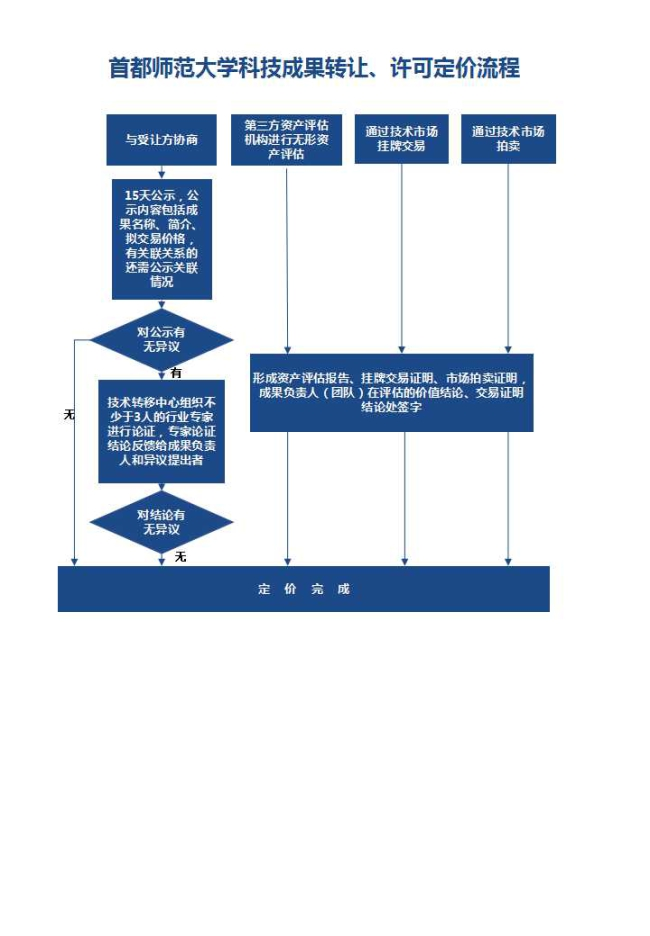 首都师范大学科技成果转让、许可定价流程
与受让方协商
第三方资产评估
机构进行无形资
产评估
通过技术市场
挂牌交易
通过技术市场
拍卖
15天公示，公
示内容包括成
果名称、简介、
拟交易价格，
有关联关系的
还需公示关联
情况
对公示有
无异议
有
无
技术转移中心组织不
少于3人的行业专家
进行论证，专家论证
结论反馈给成果负责
人和异议提出者
形成资产评估报告、挂牌交易证明、市场拍卖证明，
成果负责人（团队）在评估的价值结论、交易证明
结论处签字
对结论有
无异议
无
定 价 完 成